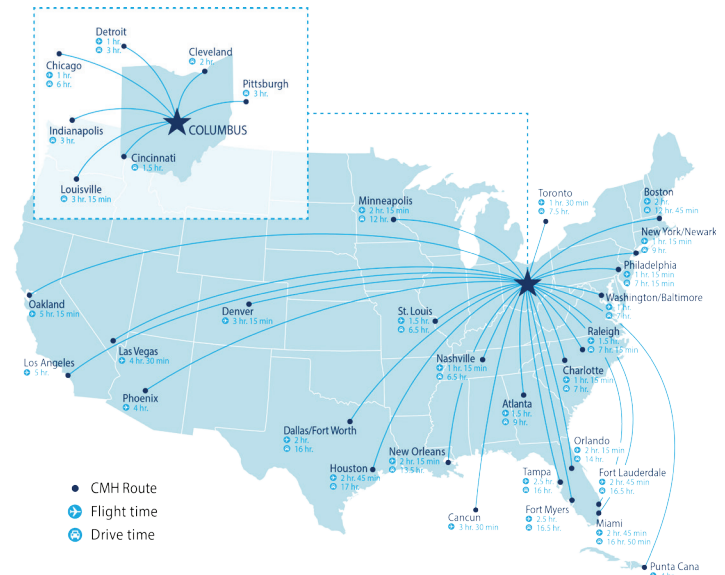 Detroit
1 hr.
3 hr.
Chicago
1 hr.
6 hr.
Cleveland
2 hr.
Pittsburgh
3 hr.
COLUMBUS
Indianapolis
3 hr.
Cincinnati
1.5 hr.
Louisville
3 hr. 15 min
Minneapolis
2 hr. 15 min
12 hr.
Toronto
1 hr. 30 min
7.5 hr.
Boston
2 hr.
12 hr. 45 min
New York/Newark
1 hr. 15 min
9 hr.
Philadelphia
1 hr. 15 min
7 hr. 15 min
Washington/Baltimore
1 hr.
7 hr.
Oakland
5 hr. 15 min
Denver
3 hr. 15 min
St. Louis
1.5 hr.
6.5 hr.
Raleigh
1.5 hr.
7 hr. 15 min
Las Vegas
4 hr. 30 min
Los Angeles
5 hr.
Nashville
1 hr. 15 min
6.5 hr.
Charlotte
1 hr. 15 min
7 hr.
Phoenix
4 hr.
Atlanta
1.5 hr.
9 hr.
Dallas/Fort Worth
2 hr.
16 hr.
Houston
2 hr. 45 min
17 hr.
New Orleans
2 hr. 15 min
13.5 hr.
Orlando
2 hr. 15 min
14 hr.
Tampa
2.5 hr.
16 hr.
Fort Lauderdale
2 hr. 45 min
16.5 hr.
Fort Myers
2.5 hr.
16.5 hr.
Cancun
3 hr. 30 min
Miami
2 hr. 45 min
16 hr. 50 min
Punta Cana
CMH Route
Flight time
Drive time